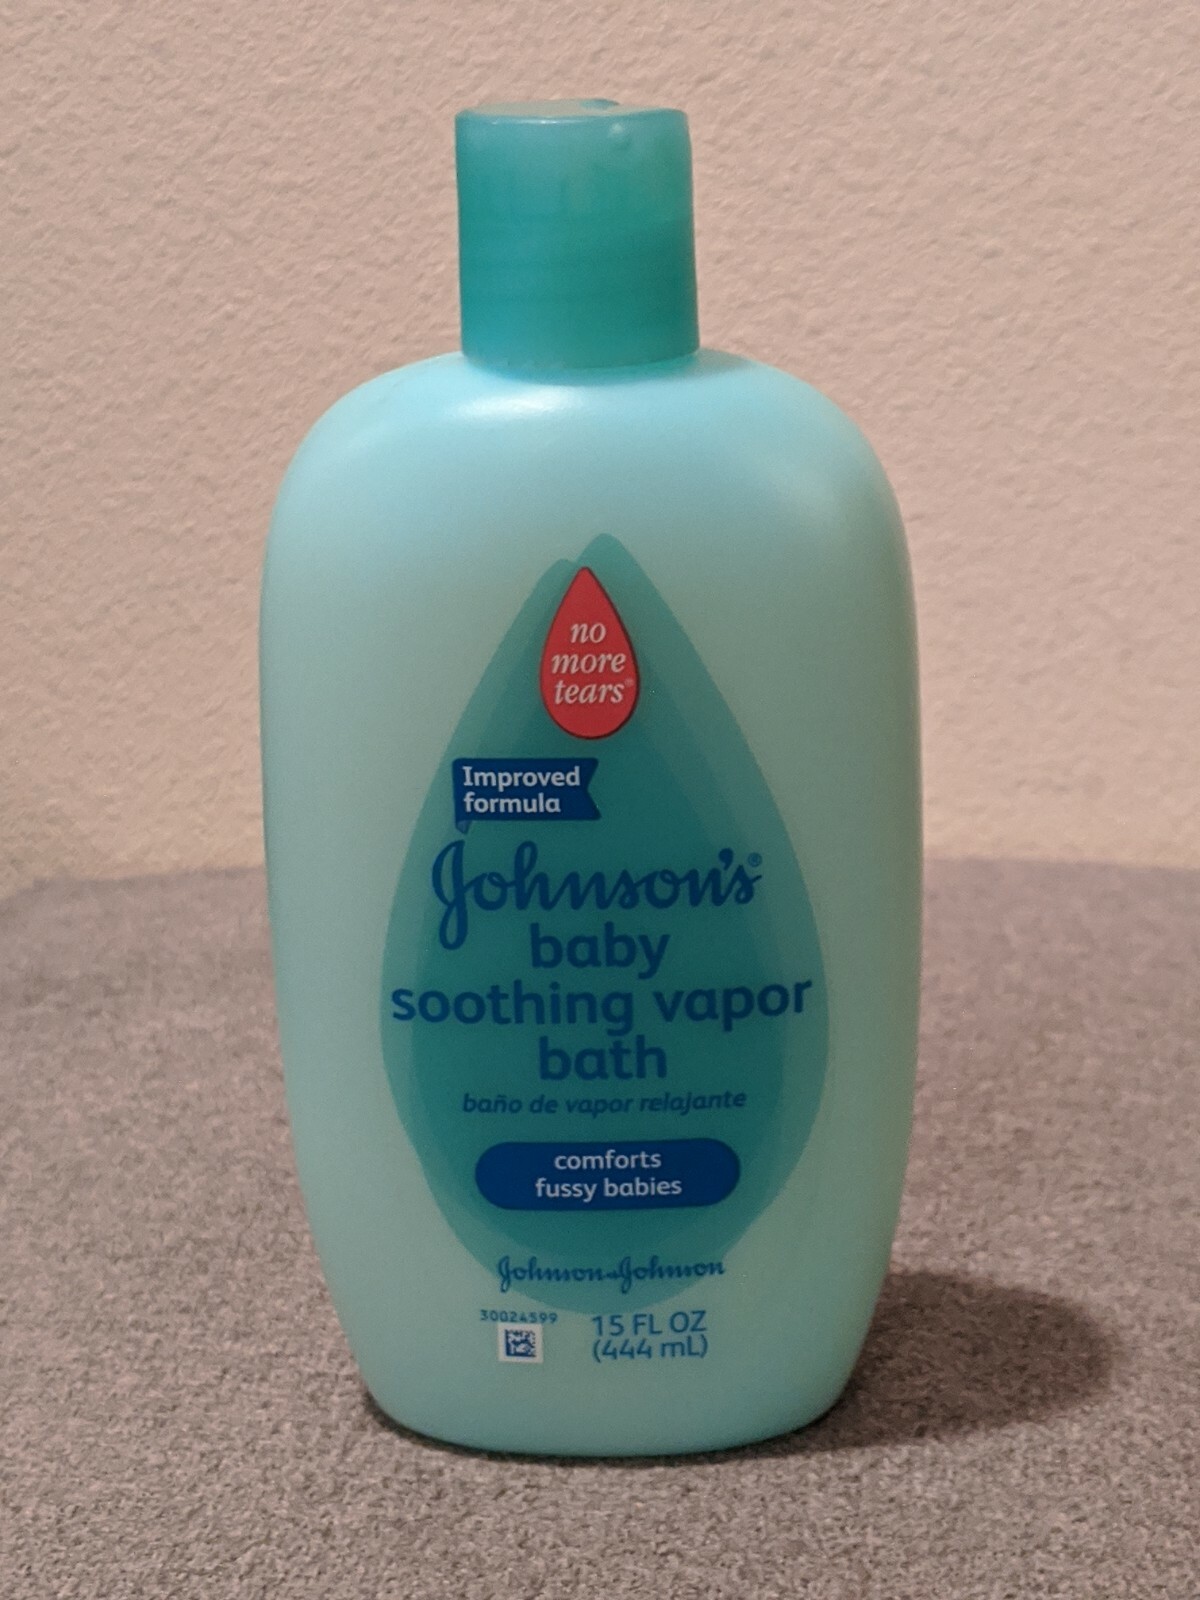 no
more
tears®
Improved
formula
Johnson's®
baby
soothing vapor
bath
baño de vapor relajante
comforts
fussy babies
Johnson & Johnson
30024599
15 FL OZ
(444 mL)